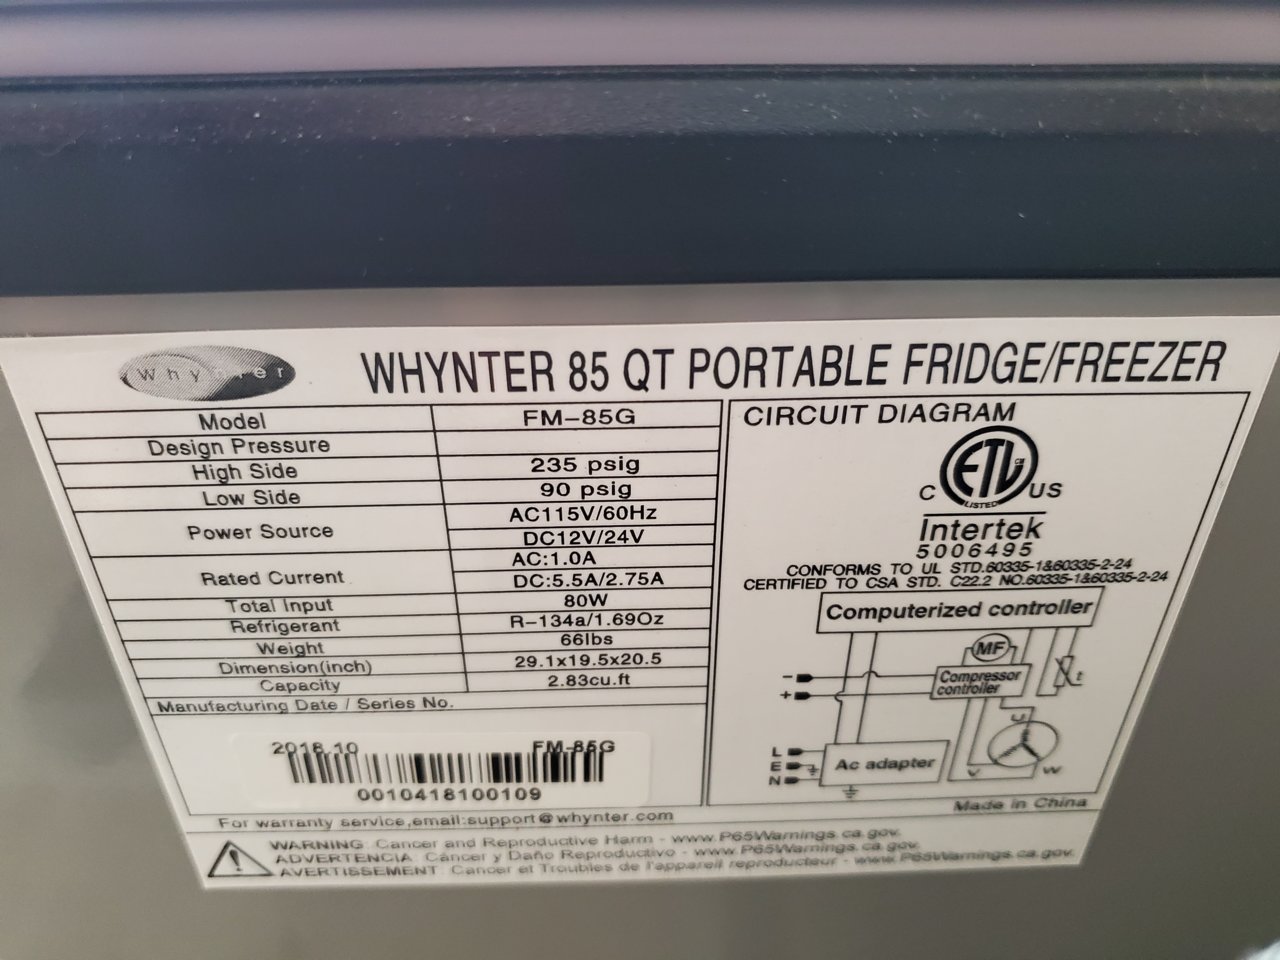 Whynter
WHYNTER 85 QT PORTABLE FRIDGE/FREEZER
Model FM-85G
Design Pressure
High Side 235 psig
Low Side 90 psig
Power Source AC115V/60Hz
DC12V/24V
Rated Current AC:1.0A
DC:5.5A/2.75A
Total Input 80W
Refrigerant R-134a/1.69Oz
Weight 66lbs
Dimension(inch) 29.1x19.5x20.5
Capacity 2.83cu.ft
Manufacturing Date / Series No.
2018.10 FM-85G
0010418100109
CIRCUIT DIAGRAM
ETL CM
C US
LISTED
Intertek
5006495
CONFORMS TO UL STD.60335-1&60335-2-24
CERTIFIED TO CSA STD. C22.2 NO.60335-1&60335-2-24
Computerized controller
MF
- Compressor
+ controller
t
U
V W
L
E
N
Ac adapter
Made in China
For warranty service,email:support@whynter.com
WARNING: Cancer and Reproductive Harm - www.P65Warnings.ca.gov.
ADVERTENCIA: Cáncer y Daño Reproductivo - www.P65Warnings.ca.gov.
AVERTISSEMENT: Cancer et Troubles de l'appareil reproducteur - www.P65Warnings.ca.gov.